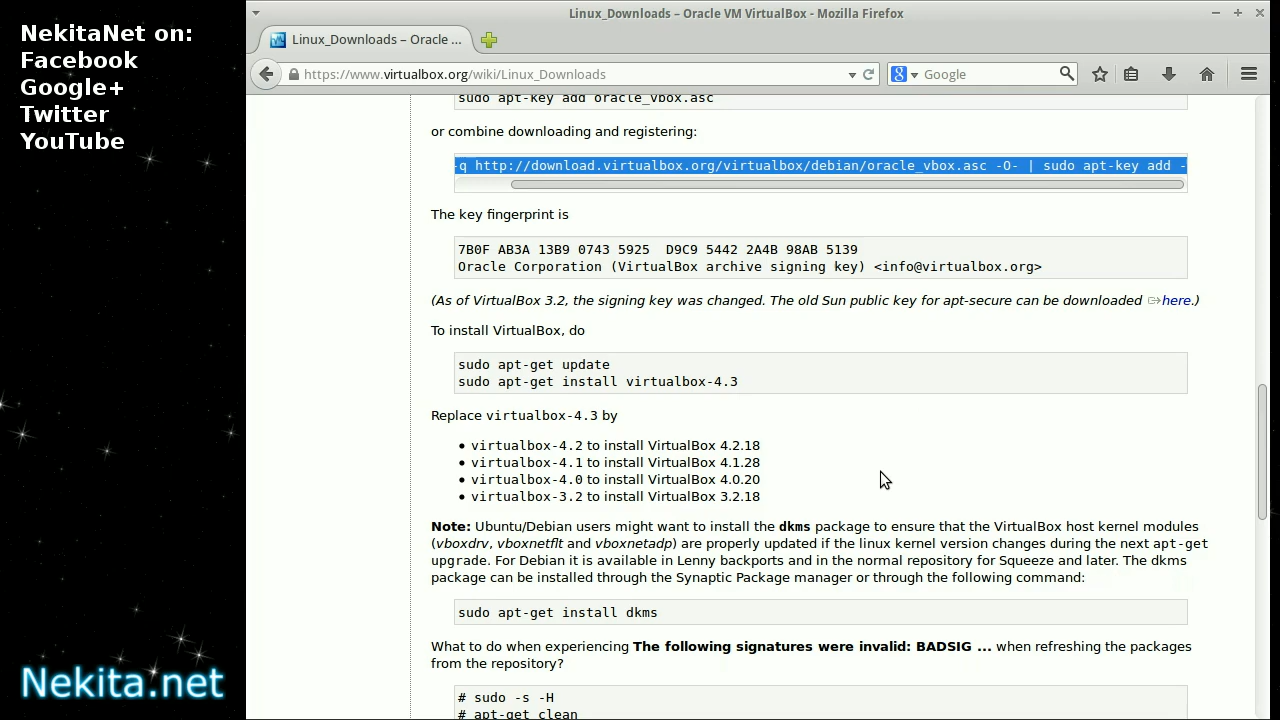 NekitaNet on:
Facebook
Google+
Twitter
YouTube
Nekita.net
Linux_Downloads – Oracle VM VirtualBox - Mozilla Firefox
Linux_Downloads – Oracle ...
https://www.virtualbox.org/wiki/Linux_Downloads
Google
sudo apt-key add oracle_vbox.asc
or combine downloading and registering:
-q http://download.virtualbox.org/virtualbox/debian/oracle_vbox.asc -O- | sudo apt-key add -
The key fingerprint is
7B0F AB3A 13B9 0743 5925  D9C9 5442 2A4B 98AB 5139
Oracle Corporation (VirtualBox archive signing key) <info@virtualbox.org>
(As of VirtualBox 3.2, the signing key was changed. The old Sun public key for apt-secure can be downloaded here.)
To install VirtualBox, do
sudo apt-get update
sudo apt-get install virtualbox-4.3
Replace virtualbox-4.3 by
• virtualbox-4.2 to install VirtualBox 4.2.18
• virtualbox-4.1 to install VirtualBox 4.1.28
• virtualbox-4.0 to install VirtualBox 4.0.20
• virtualbox-3.2 to install VirtualBox 3.2.18
Note: Ubuntu/Debian users might want to install the dkms package to ensure that the VirtualBox host kernel modules
(vboxdrv, vboxnetflt and vboxnetadp) are properly updated if the linux kernel version changes during the next apt-get
upgrade. For Debian it is available in Lenny backports and in the normal repository for Squeeze and later. The dkms
package can be installed through the Synaptic Package manager or through the following command:
sudo apt-get install dkms
What to do when experiencing The following signatures were invalid: BADSIG ... when refreshing the packages
from the repository?
# sudo -s -H
# apt-get clean